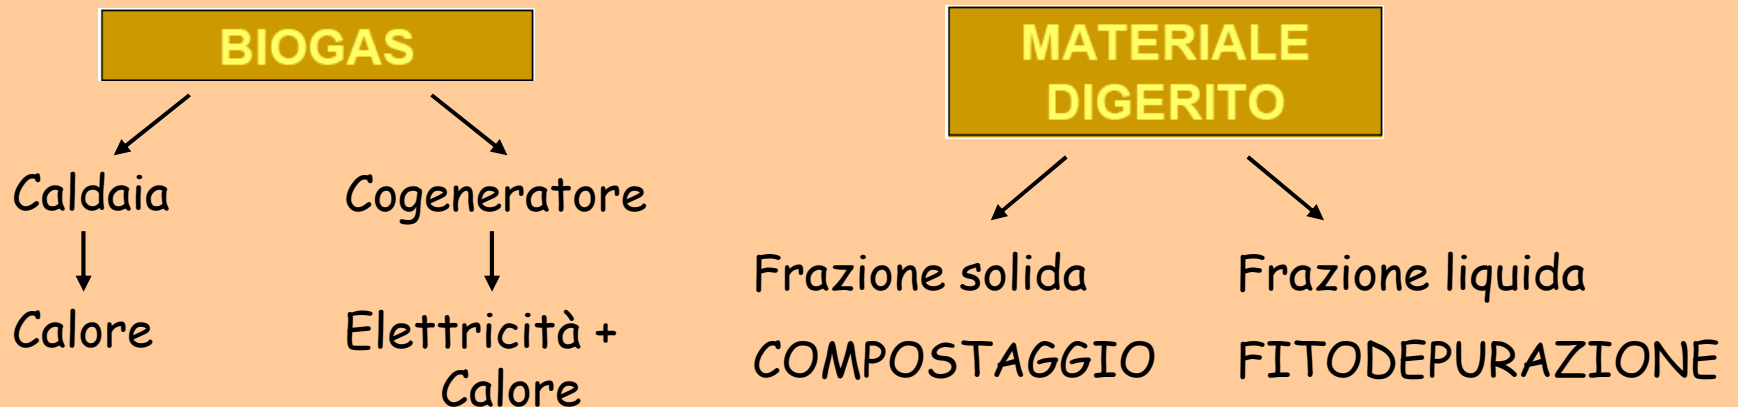 BIOGAS
Caldaia
Cogeneratore
Calore
Elettricità +
Calore
MATERIALE
DIGERITO
Frazione solida
Frazione liquida
COMPOSTAGGIO
FITODEPURAZIONE